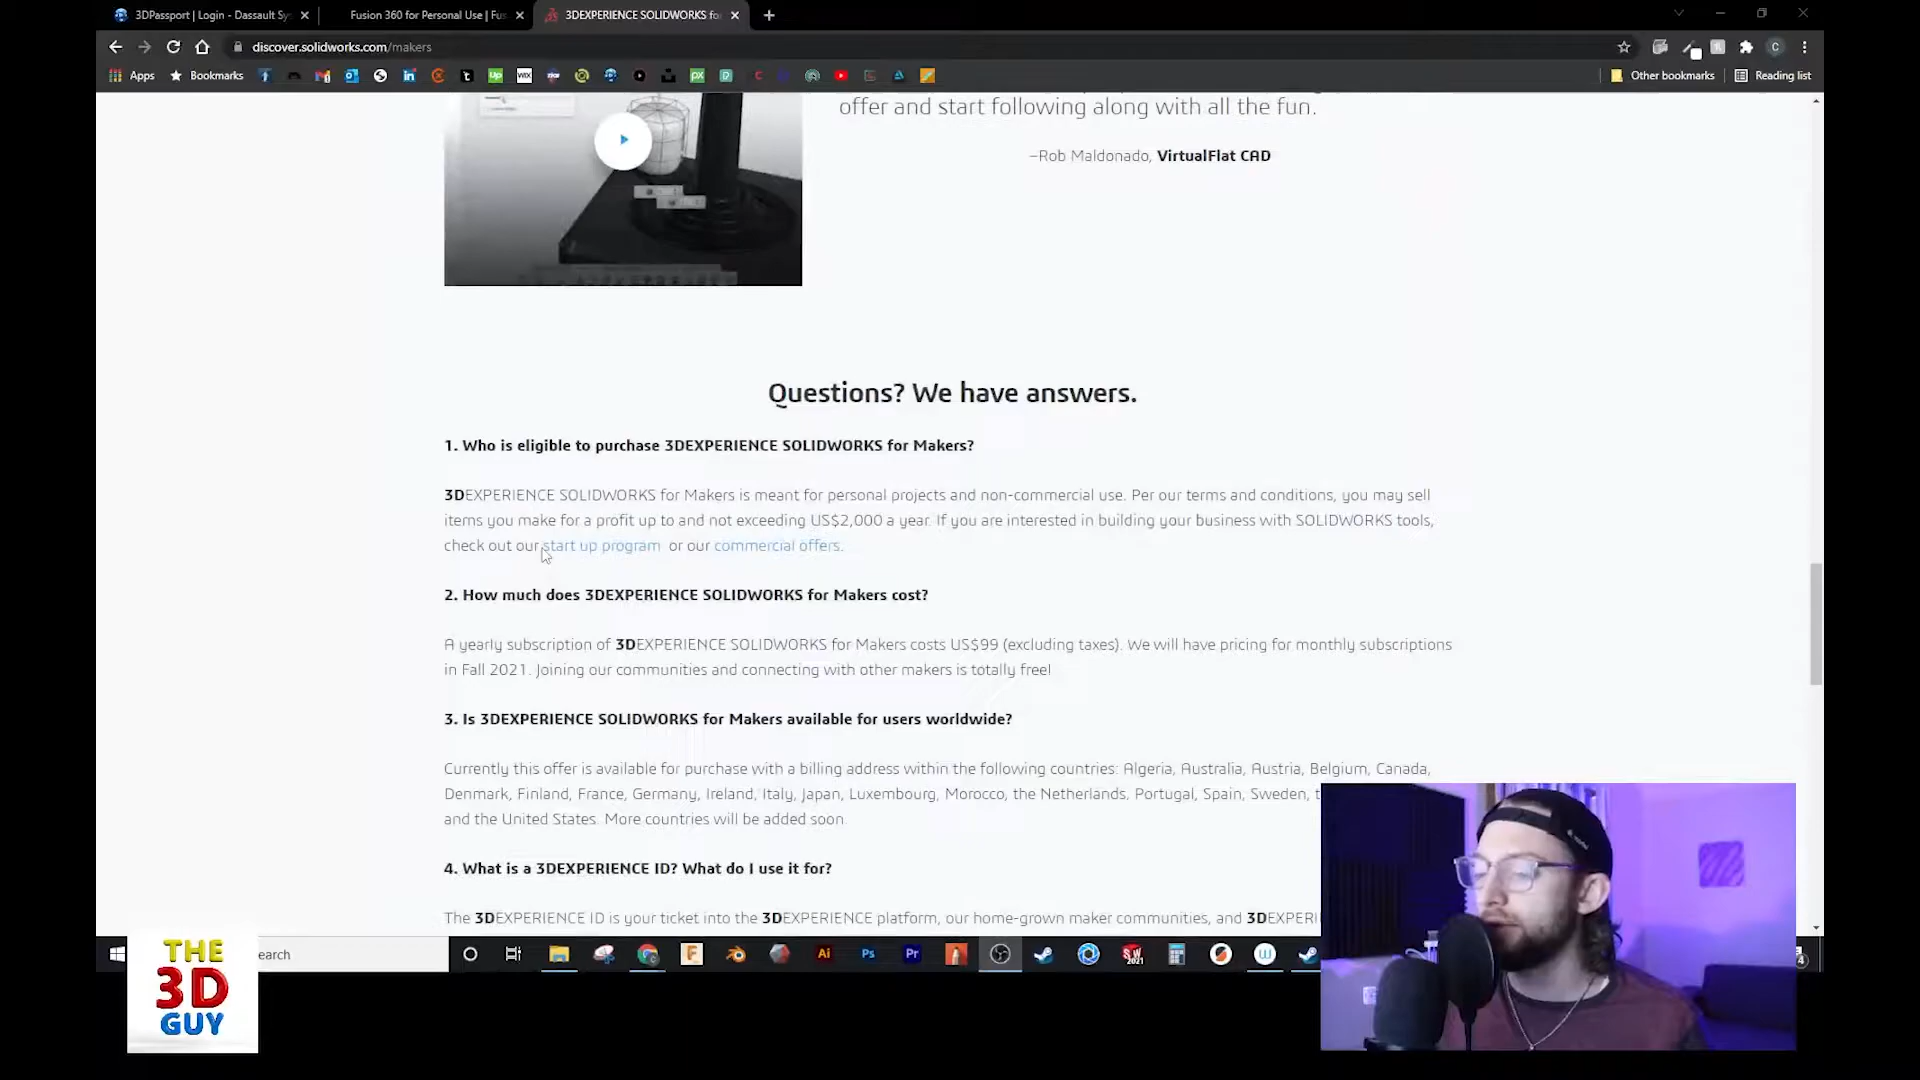 3DPassport | Login - Dassault Sy
Fusion 360 for Personal Use | Fu
3DEXPERIENCE SOLIDWORKS fo
discover.solidworks.com/makers
Apps
Bookmarks
Other bookmarks
Reading list
offer and start following along with all the fun.
–Rob Maldonado, VirtualFlat CAD
Questions? We have answers.
1. Who is eligible to purchase 3DEXPERIENCE SOLIDWORKS for Makers?
3DEXPERIENCE SOLIDWORKS for Makers is meant for personal projects and non-commercial use. Per our terms and conditions, you may sell
items you make for a profit up to and not exceeding US$2,000 a year. If you are interested in building your business with SOLIDWORKS tools,
check out our start up program or our commercial offers.
2. How much does 3DEXPERIENCE SOLIDWORKS for Makers cost?
A yearly subscription of 3DEXPERIENCE SOLIDWORKS for Makers costs US$99 (excluding taxes). We will have pricing for monthly subscriptions
in Fall 2021. Joining our communities and connecting with other makers is totally free!
3. Is 3DEXPERIENCE SOLIDWORKS for Makers available for users worldwide?
Currently this offer is available for purchase with a billing address within the following countries: Algeria, Australia, Austria, Belgium, Canada,
Denmark, Finland, France, Germany, Ireland, Italy, Japan, Luxembourg, Morocco, the Netherlands, Portugal, Spain, Sweden, t
and the United States. More countries will be added soon.
4. What is a 3DEXPERIENCE ID? What do I use it for?
The 3DEXPERIENCE ID is your ticket into the 3DEXPERIENCE platform, our home-grown maker communities, and 3DEXPERI
earch
Ai
Ps
Pr
THE
3D
GUY